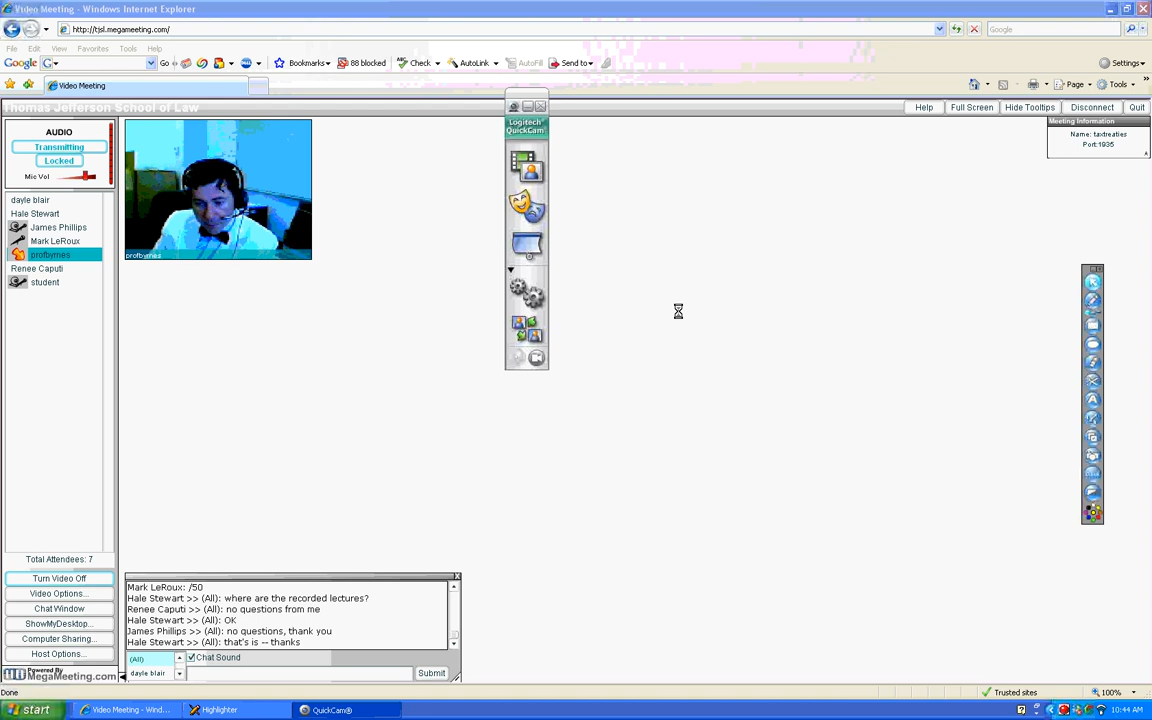 Video Meeting - Windows Internet Explorer
http://tjsl.megameeting.com/
Google
File Edit View Favorites Tools Help
Google G Go Bookmarks 88 blocked Check AutoLink AutoFill Send to Settings
Video Meeting
Page Tools
Thomas Jefferson School of Law
Help Full Screen Hide Tooltips Disconnect Quit
AUDIO
Transmitting
Locked
Mic Vol
dayle blair
Hale Stewart
James Phillips
Mark LeRoux
profbyrnes
Renee Caputi
student
profbyrnes
Logitech®
QuickCam®
Meeting Information
Name: taxtreaties
Port:1935
Total Attendees: 7
Turn Video Off
Video Options...
Chat Window
ShowMyDesktop...
Computer Sharing...
Host Options...
Powered By
MegaMeeting.com
Mark LeRoux: /50
Hale Stewart >> (All): where are the recorded lectures?
Renee Caputi >> (All): no questions from me
Hale Stewart >> (All): OK
James Phillips >> (All): no questions, thank you
Hale Stewart >> (All): that's is -- thanks
(All)
Chat Sound
dayle blair
Submit
Done
Trusted sites
100%
start
Video Meeting - Wind...
Highlighter
QuickCam®
10:44 AM